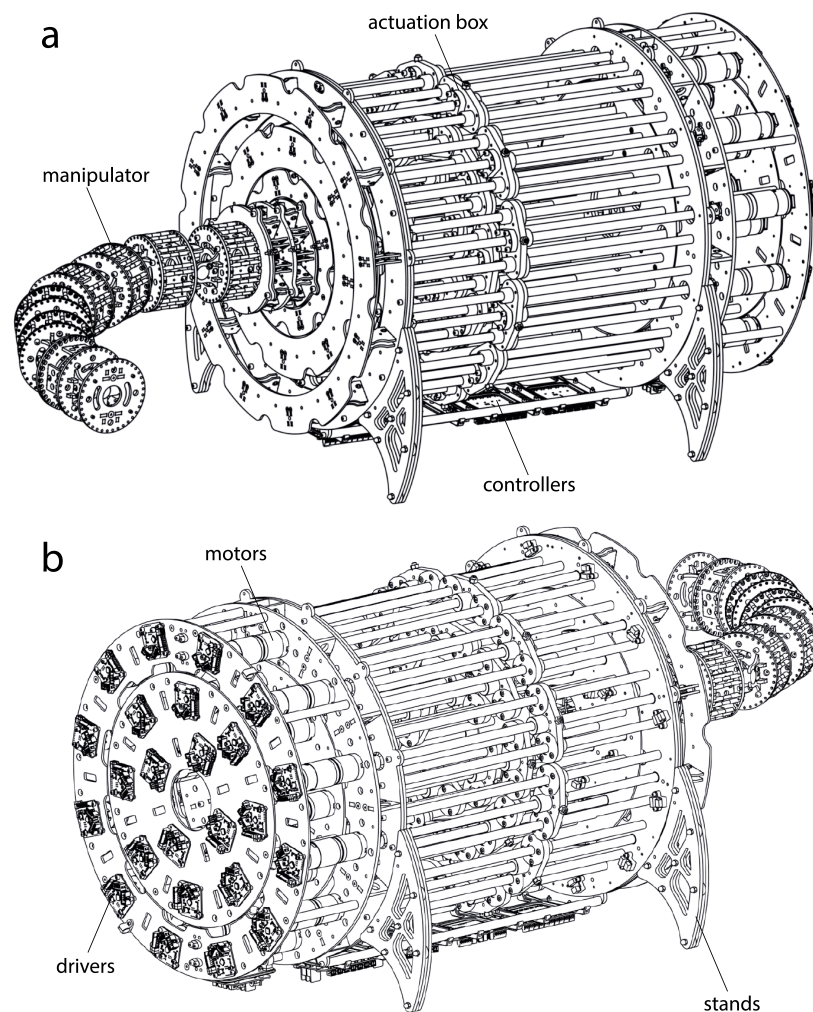 a
actuation box
manipulator
controllers
b
motors
drivers
stands